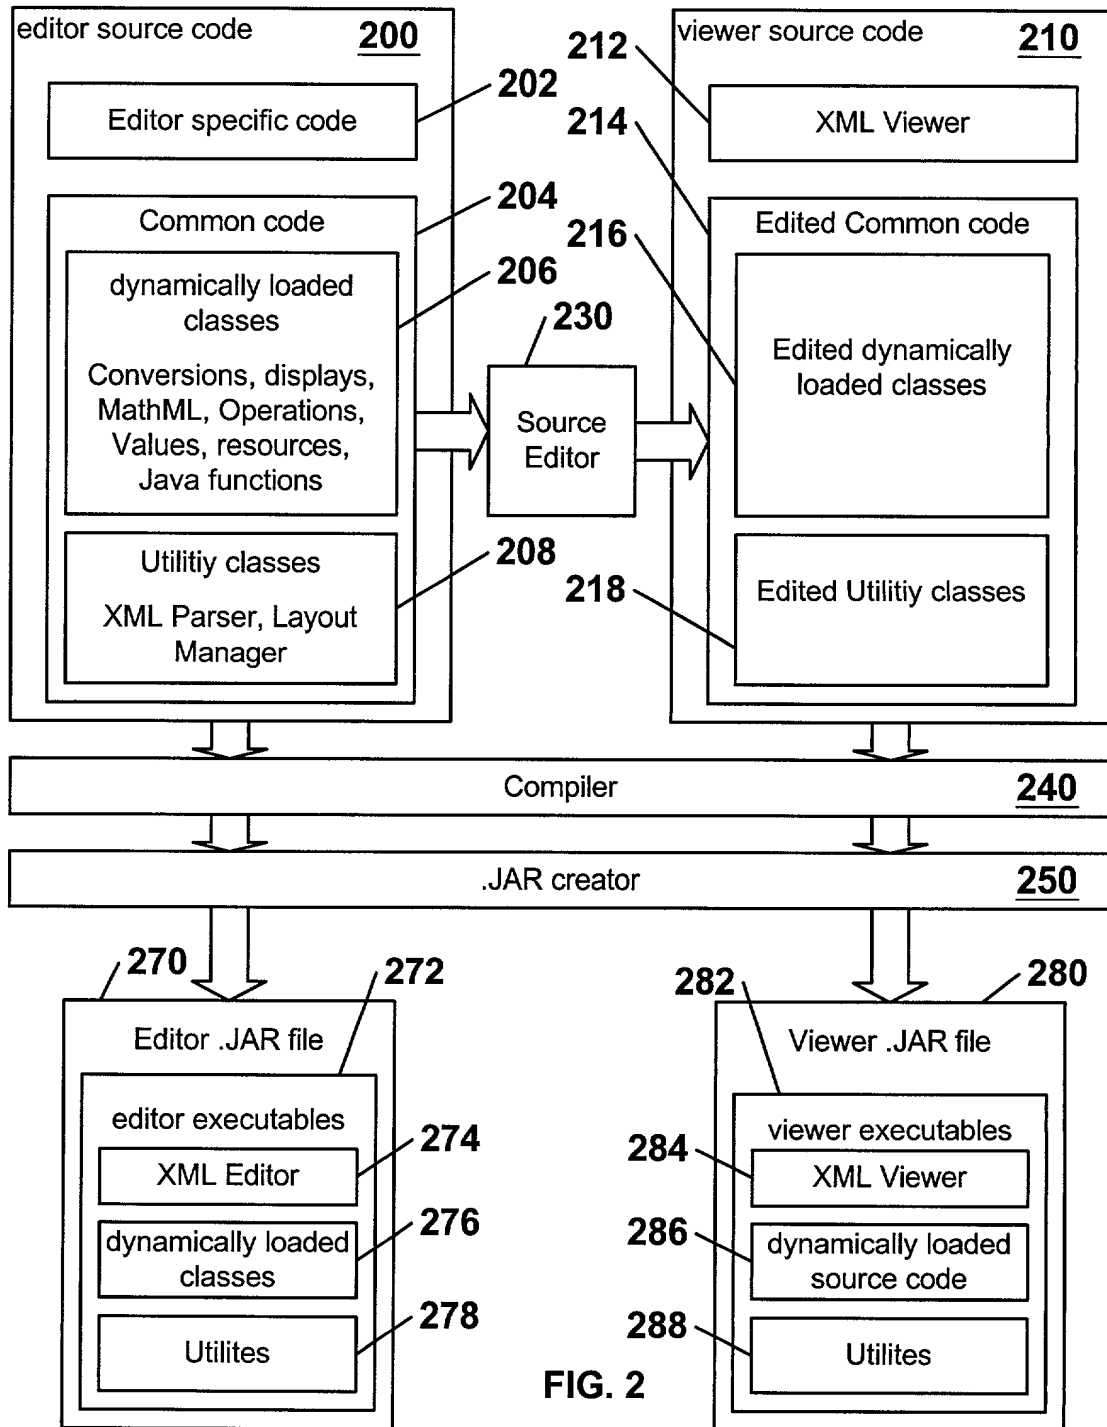 editor source code 200
202
Editor specific code
204
Common code
206
dynamically loaded
classes
Conversions, displays,
MathML, Operations,
Values, resources,
Java functions
208
Utilitiy classes
XML Parser, Layout
Manager
230
Source
Editor
viewer source code 210
212
XML Viewer
214
Edited Common code
216
Edited dynamically
loaded classes
218
Edited Utilitiy classes
Compiler 240
.JAR creator 250
270
272
Editor .JAR file
editor executables
274
XML Editor
276
dynamically loaded
classes
278
Utilites
280
282
Viewer .JAR file
viewer executables
284
XML Viewer
286
dynamically loaded
source code
288
Utilites
FIG. 2